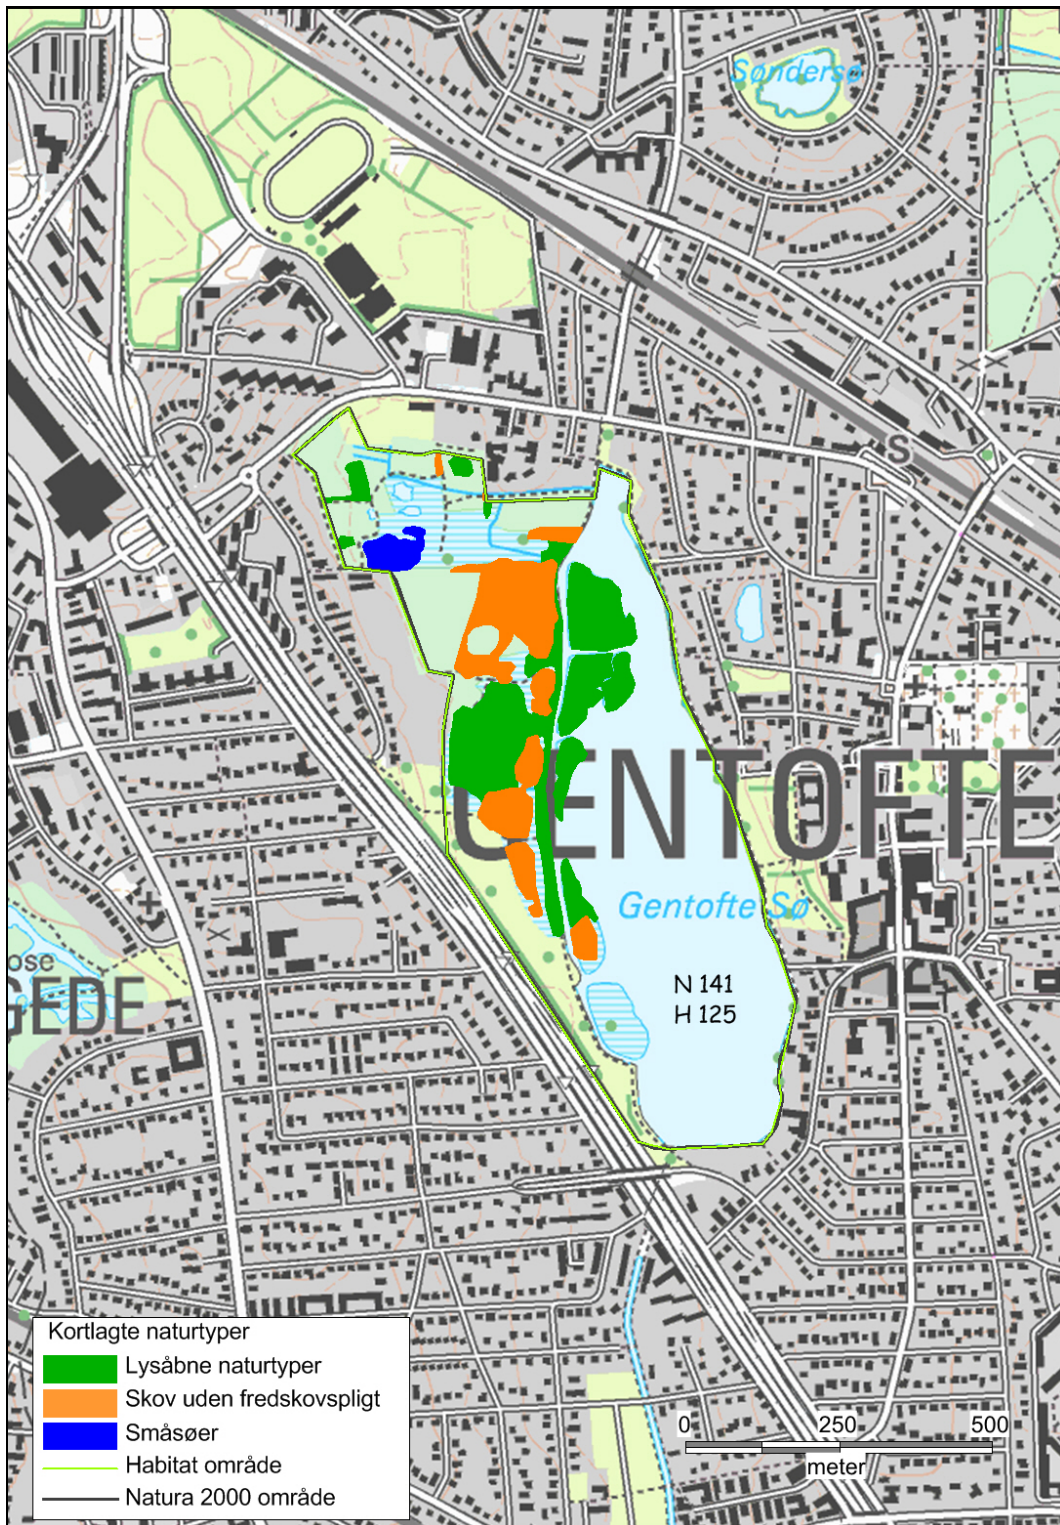 Søndersø
S
GENTOFTE
Gentofte Sø
N 141
H 125
ose
GEDE
Kortlagte naturtyper
Lysåbne naturtyper
Skov uden fredskovspligt
Småsøer
Habitat område
Natura 2000 område
0 250 500
meter